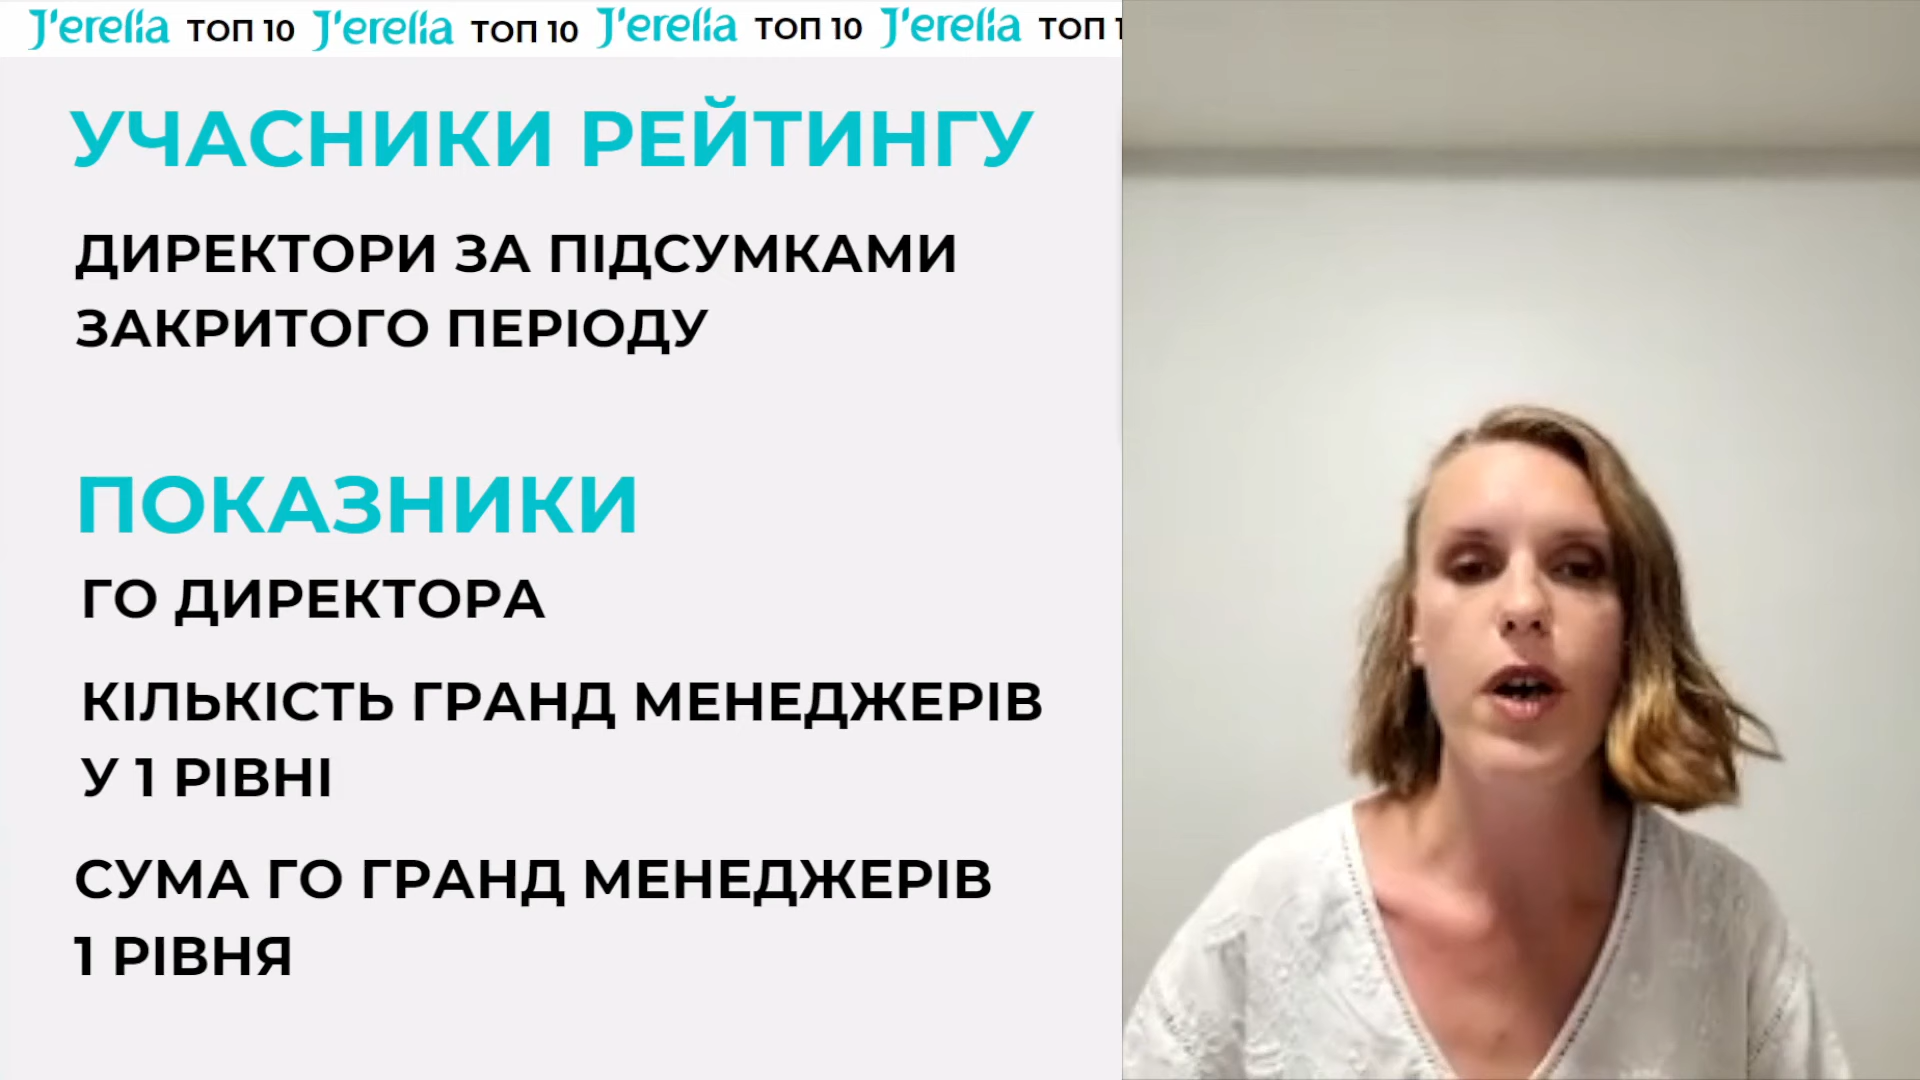 J'erelia ТОП 10 J'erelia ТОП 10 J'erelia ТОП 10 J'erelia ТОП 1
УЧАСНИКИ РЕЙТИНГУ
ДИРЕКТОРИ ЗА ПІДСУМКАМИ
ЗАКРИТОГО ПЕРІОДУ
ПОКАЗНИКИ
ГО ДИРЕКТОРА
КІЛЬКІСТЬ ГРАНД МЕНЕДЖЕРІВ
У 1 РІВНІ
СУМА ГО ГРАНД МЕНЕДЖЕРІВ
1 РІВНЯ